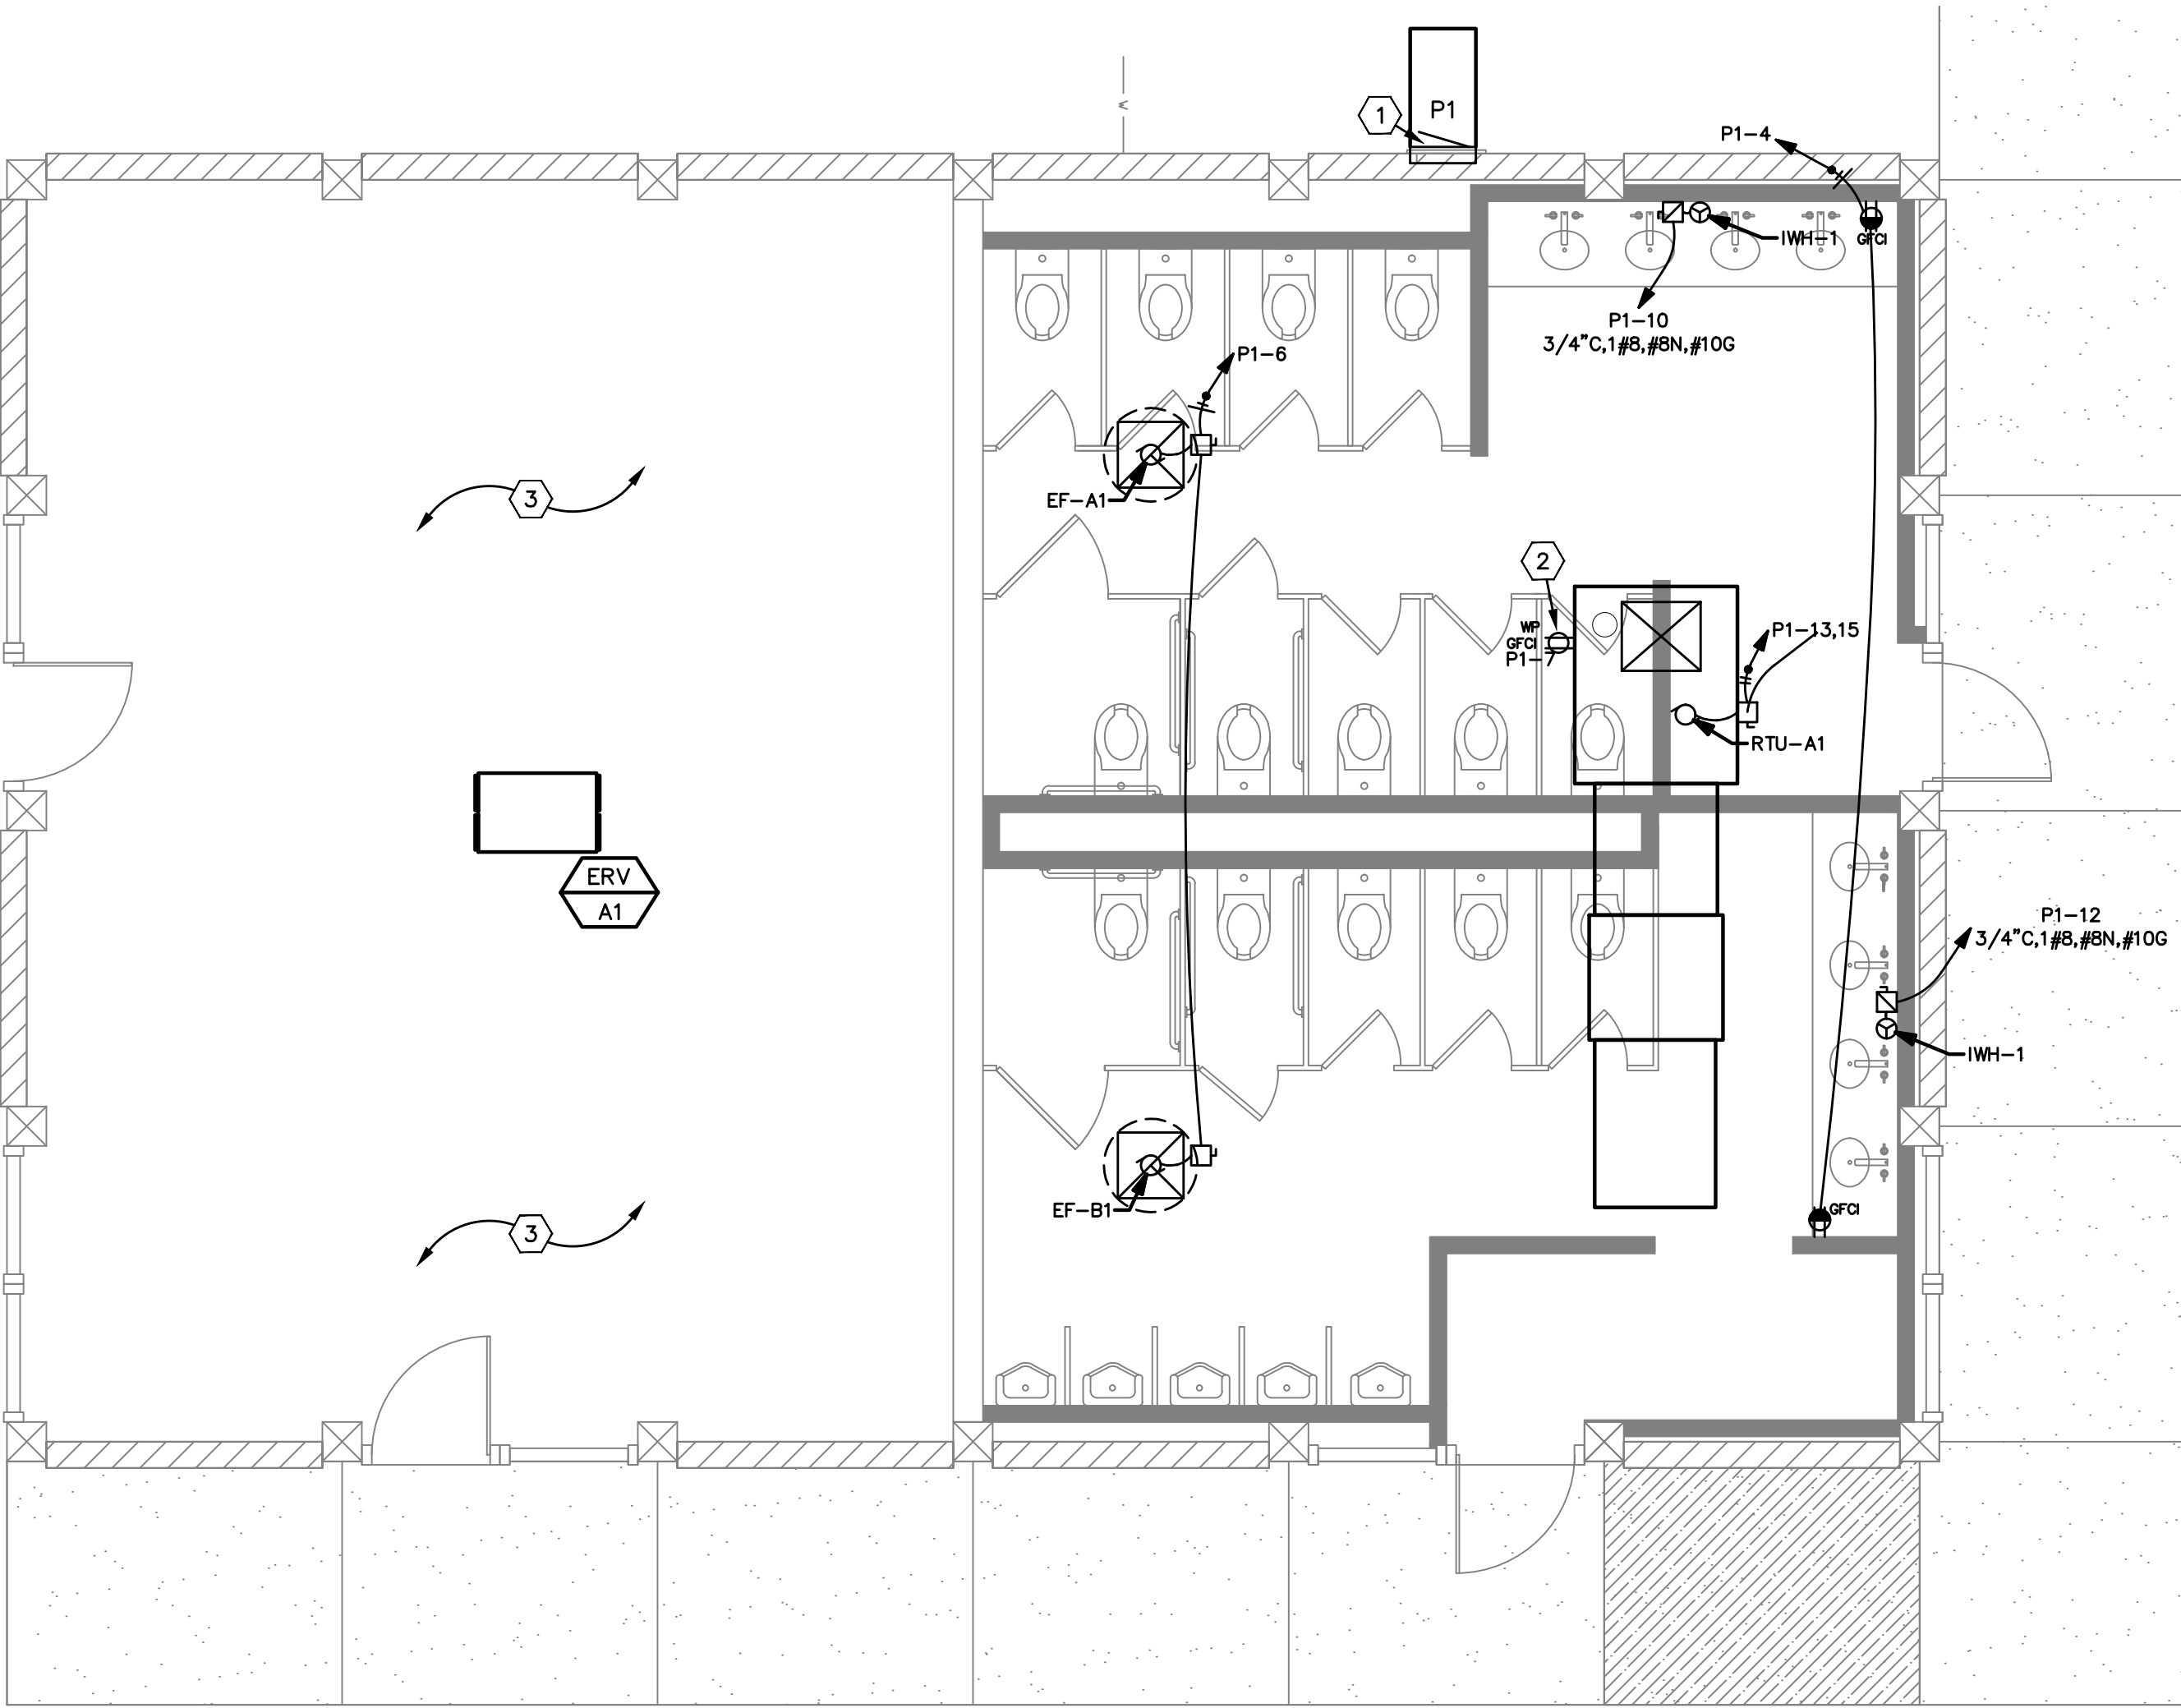 P1
1
W
P1-4
IWH-1
GFCI
P1-10
3/4"C,1#8,#8N,#10G
P1-6
3
EF-A1
2
WP
GFCI
P1-7
P1-13,15
RTU-A1
ERV
A1
P1-12
3/4"C,1#8,#8N,#10G
IWH-1
EF-B1
GFCI
3